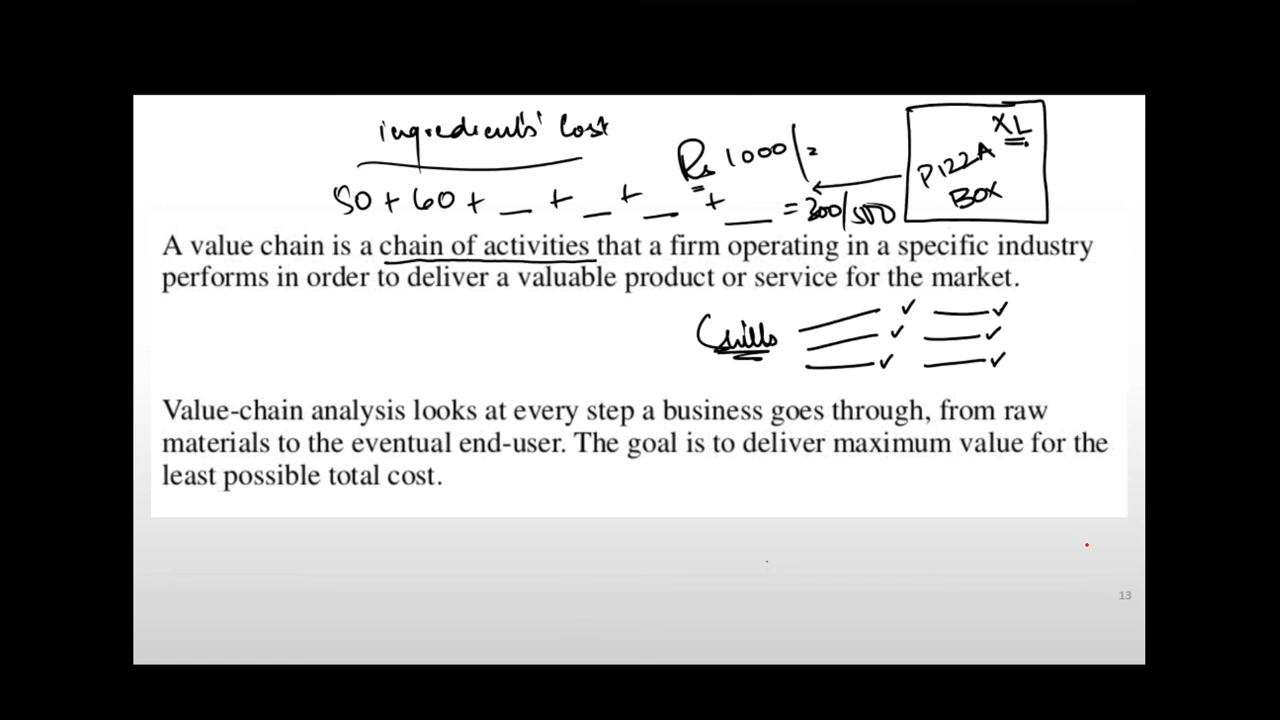 ingredients' cost
Rs 1000/=
XL
PIZZA
BOX
50 + 60 + __ + __ + __ + __ = 300/500
A value chain is a chain of activities that a firm operating in a specific industry
performs in order to deliver a valuable product or service for the market.
Value-chain analysis looks at every step a business goes through, from raw
materials to the eventual end-user. The goal is to deliver maximum value for the
least possible total cost.
13